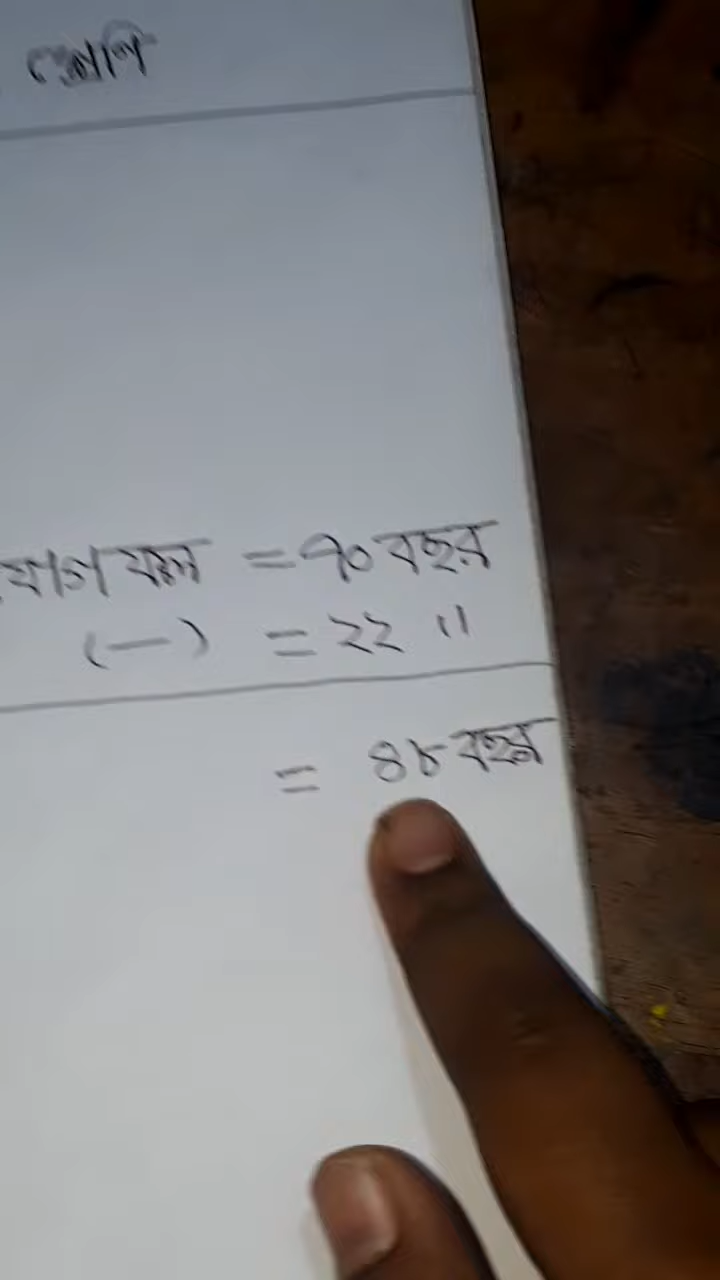 শ্রেণি
যোগফল = ৭০ বছর
(—) = ২২ "
= ৪৮ বছর